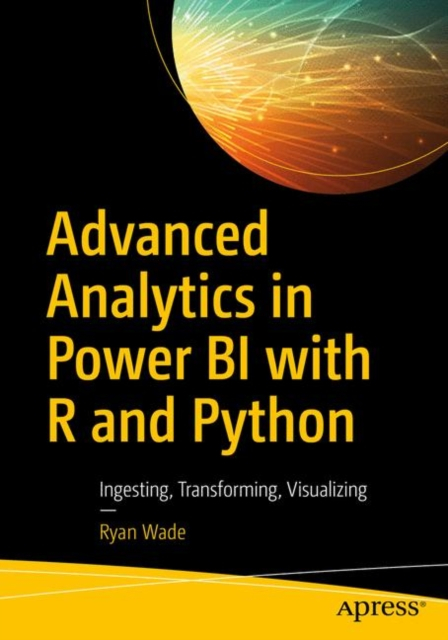 Advanced
Analytics in
Power BI with
R and Python
Ingesting, Transforming, Visualizing
—
Ryan Wade
Apress®